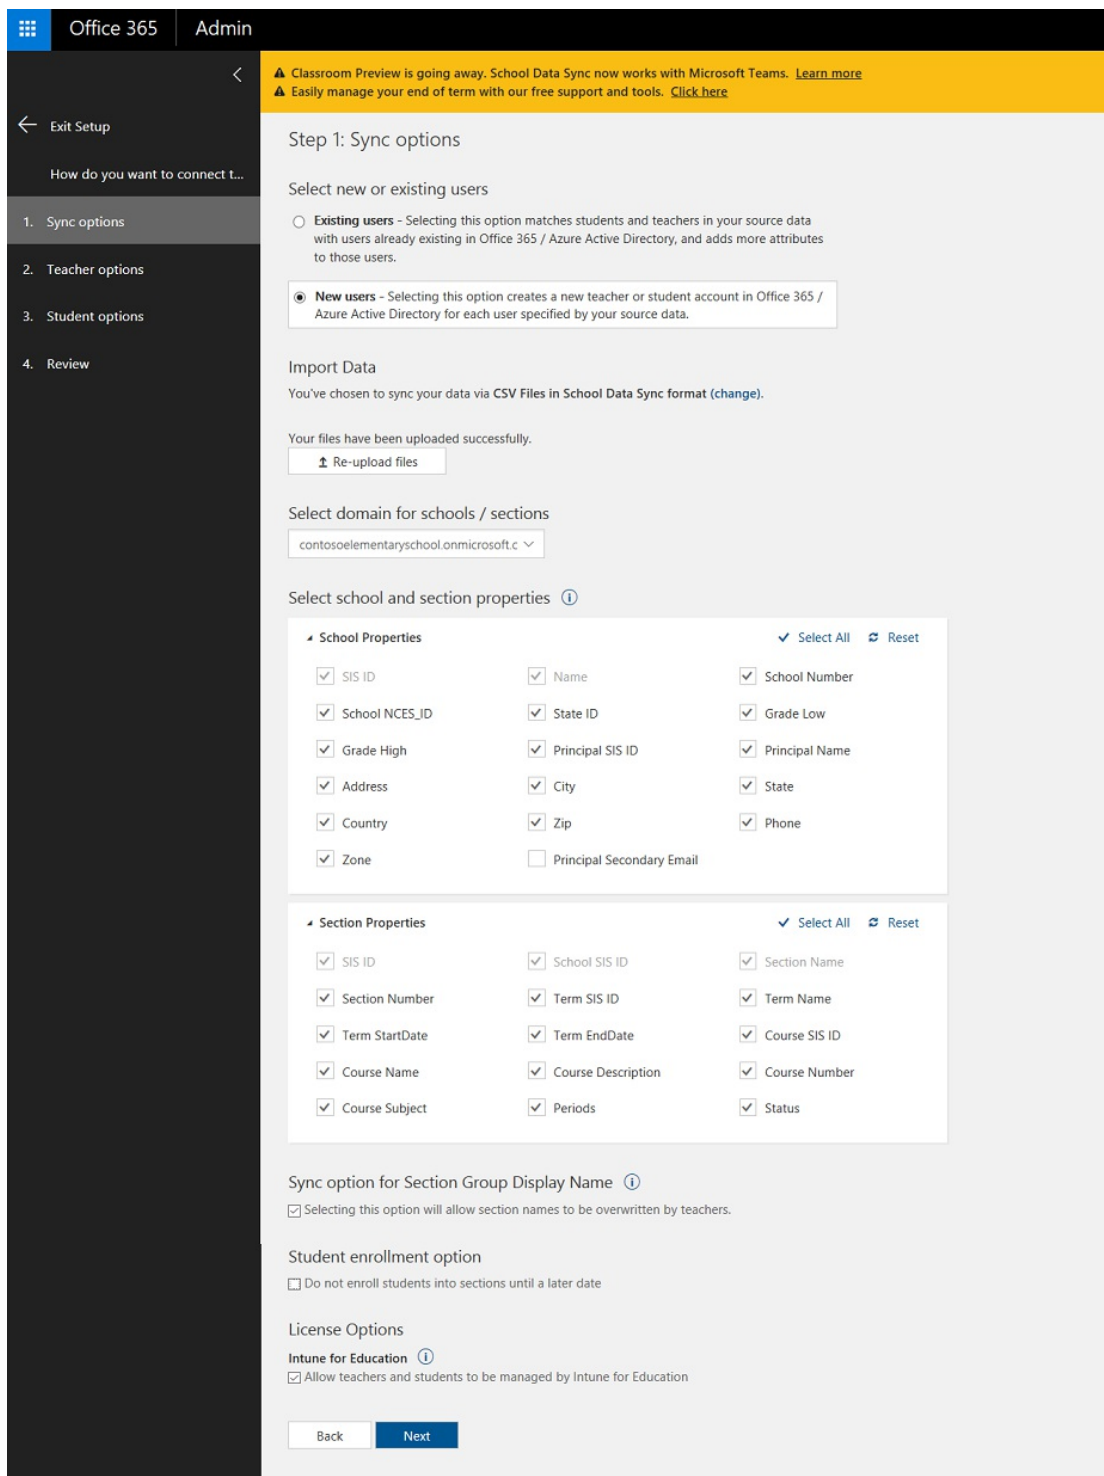 Office 365 Admin
Classroom Preview is going away. School Data Sync now works with Microsoft Teams. Learn more
Easily manage your end of term with our free support and tools. Click here
Exit Setup
How do you want to connect t...
1. Sync options
2. Teacher options
3. Student options
4. Review
Step 1: Sync options
Select new or existing users
Existing users - Selecting this option matches students and teachers in your source data
with users already existing in Office 365 / Azure Active Directory, and adds more attributes
to those users.
New users - Selecting this option creates a new teacher or student account in Office 365 /
Azure Active Directory for each user specified by your source data.
Import Data
You've chosen to sync your data via CSV Files in School Data Sync format (change).
Your files have been uploaded successfully.
Re-upload files
Select domain for schools / sections
contosoelementaryschool.onmicrosoft.c
Select school and section properties
School Properties Select All Reset
SIS ID Name School Number
School NCES_ID State ID Grade Low
Grade High Principal SIS ID Principal Name
Address City State
Country Zip Phone
Zone Principal Secondary Email
Section Properties Select All Reset
SIS ID School SIS ID Section Name
Section Number Term SIS ID Term Name
Term StartDate Term EndDate Course SIS ID
Course Name Course Description Course Number
Course Subject Periods Status
Sync option for Section Group Display Name
Selecting this option will allow section names to be overwritten by teachers.
Student enrollment option
Do not enroll students into sections until a later date
License Options
Intune for Education
Allow teachers and students to be managed by Intune for Education
Back Next